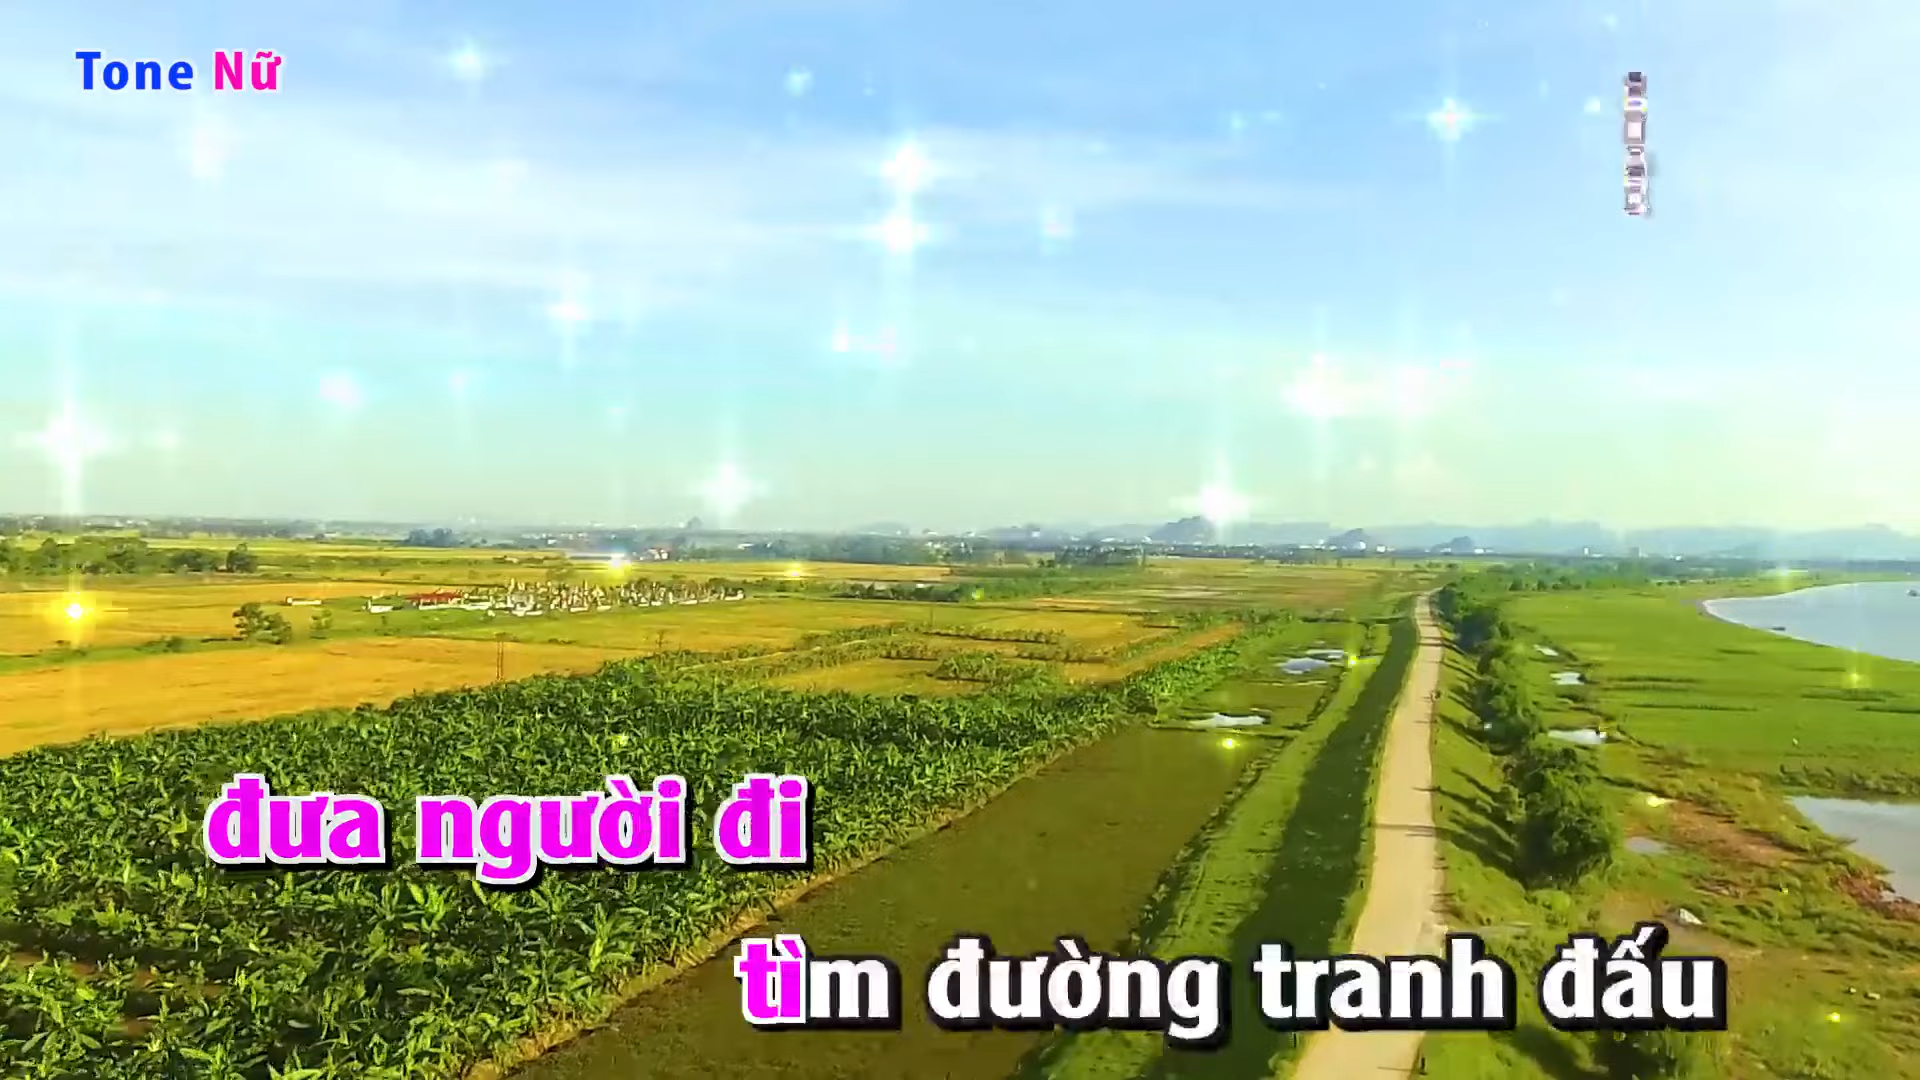 Tone Nữ
đưa người đi
tìm đường tranh đấu